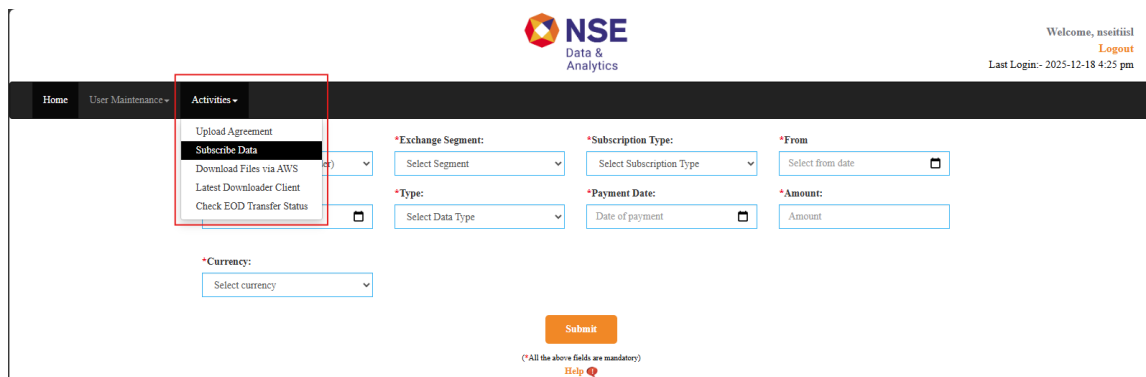 NSE
Data &
Analytics
Welcome, nseitiisl
Logout
Last Login:- 2025-12-18 4:25 pm
Home User Maintenance Activities
Upload Agreement
Subscribe Data
Download Files via AWS
Latest Downloader Client
Check EOD Transfer Status
*Exchange Segment: *Subscription Type: *From
Select Segment Select Subscription Type Select from date
*Type: *Payment Date: *Amount:
Select Data Type Date of payment Amount
*Currency:
Select currency
Submit
(*All the above fields are mandatory)
Help